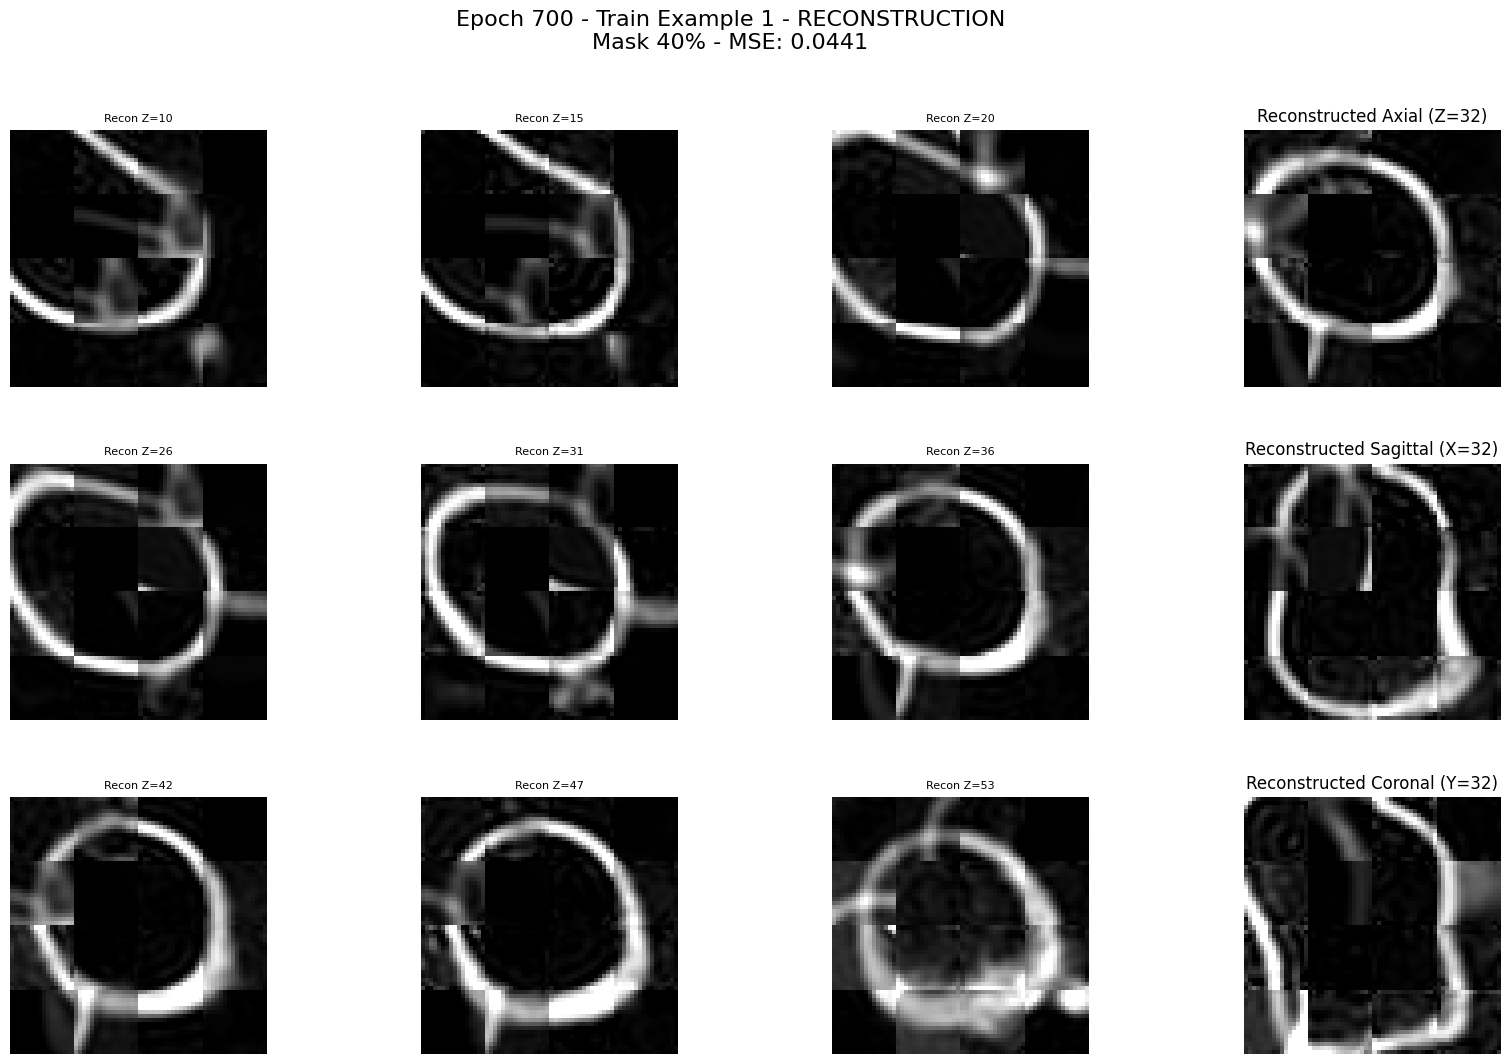 Epoch 700 - Train Example 1 - RECONSTRUCTION
Mask 40% - MSE: 0.0441
Recon Z=10
Recon Z=15
Recon Z=20
Reconstructed Axial (Z=32)
Recon Z=26
Recon Z=31
Recon Z=36
Reconstructed Sagittal (X=32)
Recon Z=42
Recon Z=47
Recon Z=53
Reconstructed Coronal (Y=32)